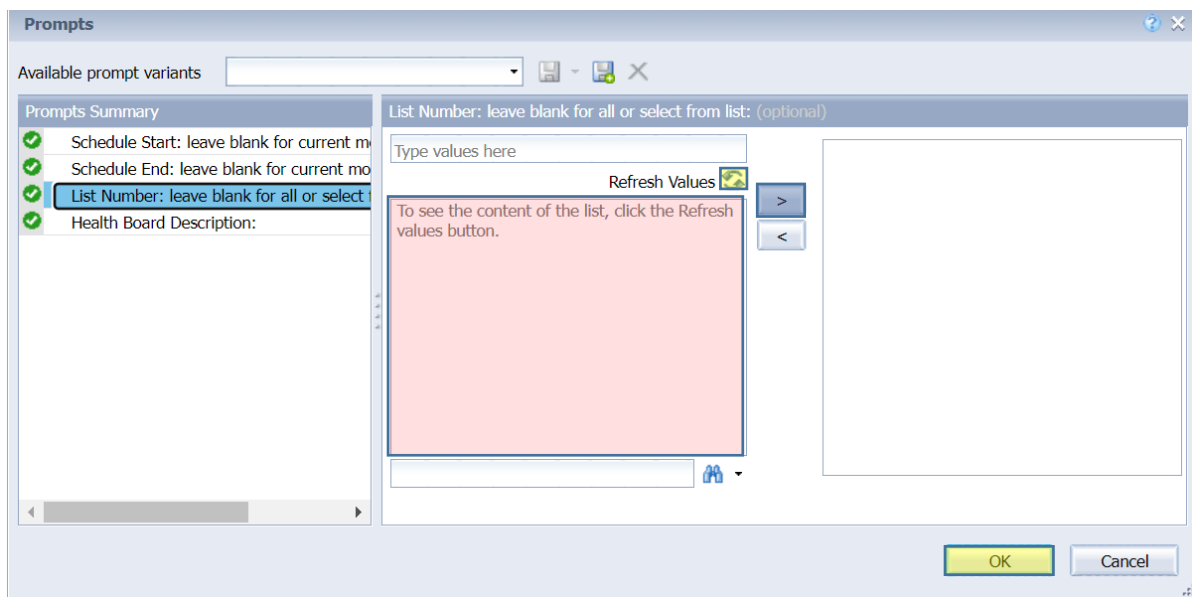 Prompts
Available prompt variants
Prompts Summary
Schedule Start: leave blank for current m
Schedule End: leave blank for current mo
List Number: leave blank for all or select
Health Board Description:
List Number: leave blank for all or select from list: (optional)
Type values here
Refresh Values
To see the content of the list, click the Refresh
values button.
>
<
OK
Cancel